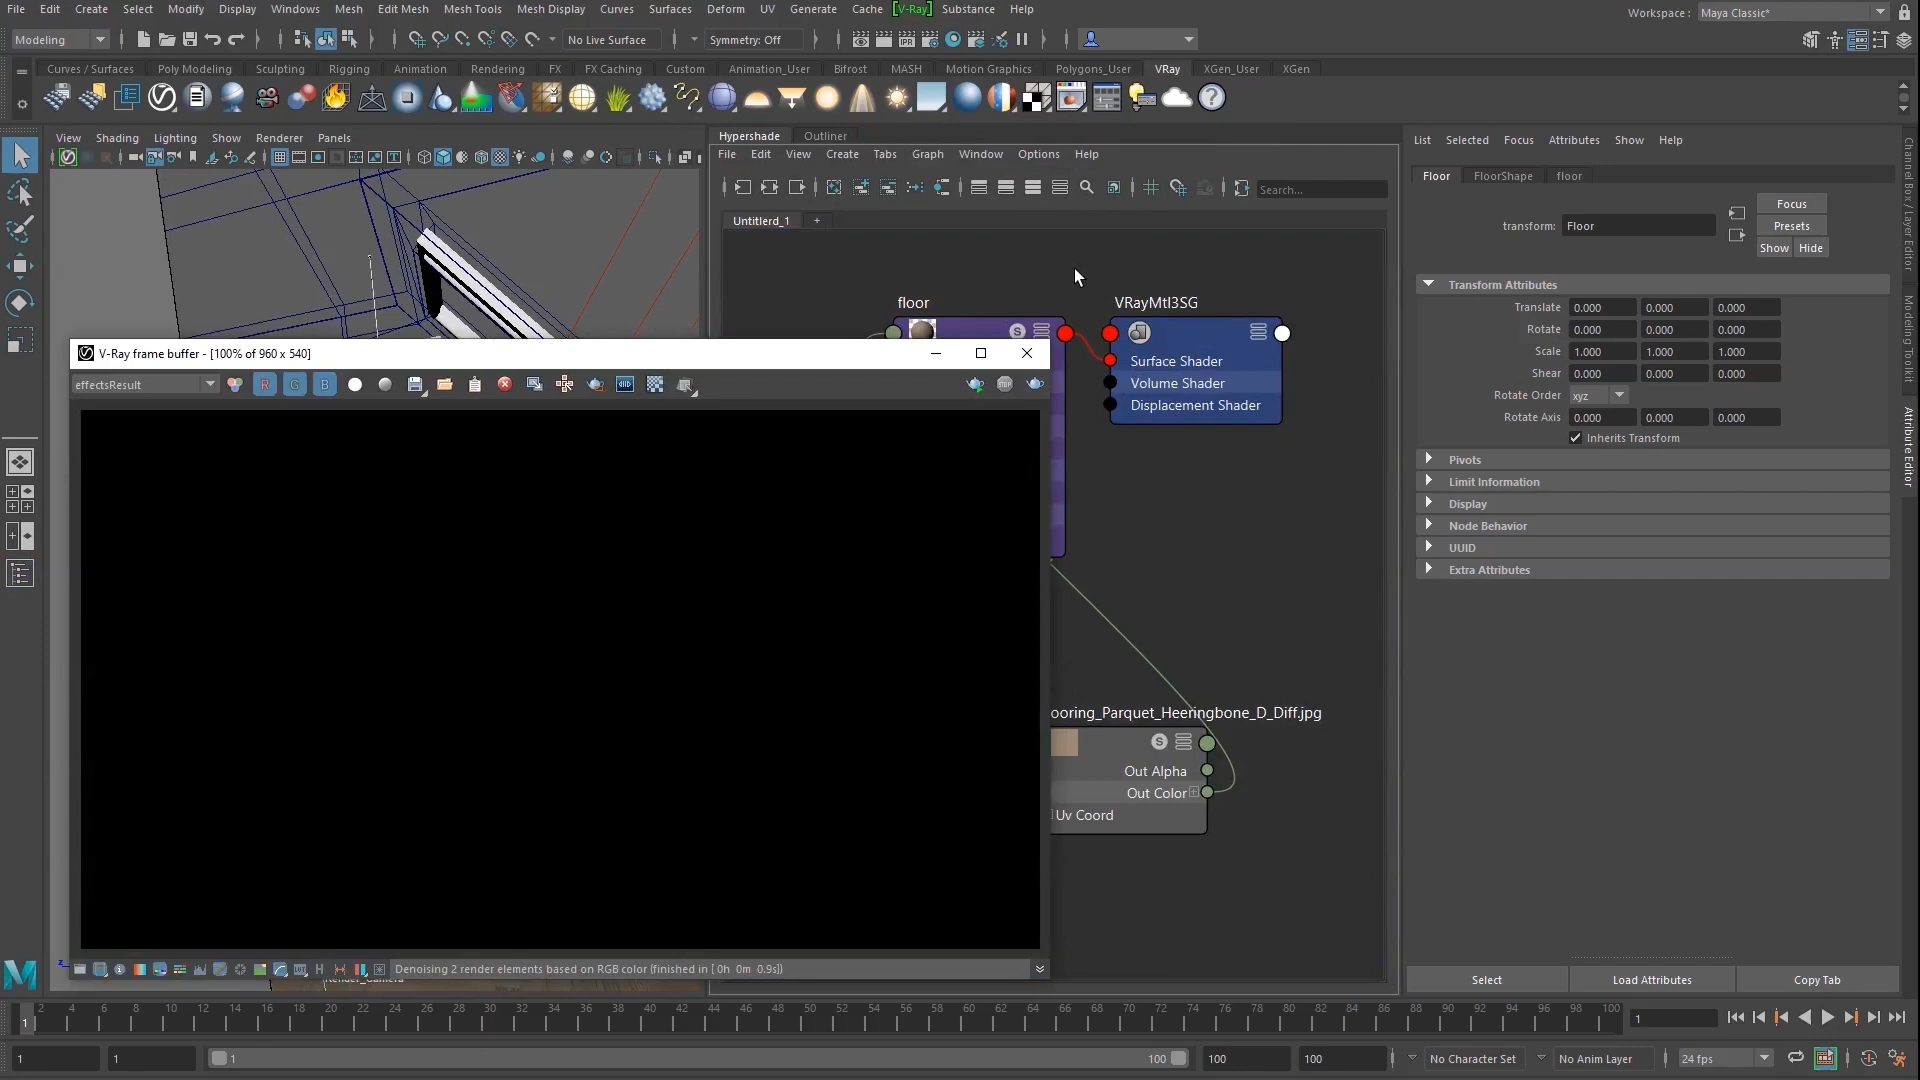 File Edit Create Select Modify Display Windows Mesh Edit Mesh Mesh Tools Mesh Display Curves Surfaces Deform UV Generate Cache [V-Ray] Substance Help
Workspace : Maya Classic*
Modeling No Live Surface Symmetry: Off
Curves / Surfaces Poly Modeling Sculpting Rigging Animation Rendering FX FX Caching Custom Animation_User Bifrost MASH Motion Graphics Polygons_User VRay XGen_User XGen
View Shading Lighting Show Renderer Panels
Hypershade Outliner
File Edit View Create Tabs Graph Window Options Help
Search...
Untitlerd_1 +
floor
VRayMtl3SG
Surface Shader
Volume Shader
Displacement Shader
V-Ray frame buffer - [100% of 960 x 540]
effectsResult R G B
STOP
ooring_Parquet_Heeringbone_D_Diff.jpg
S
Out Alpha
Out Color
Uv Coord
Denoising 2 render elements based on RGB color (finished in [ 0h 0m 0.9s])
List Selected Focus Attributes Show Help
Floor FloorShape floor
transform: Floor
Focus
Presets
Show Hide
Transform Attributes
Translate 0.000 0.000 0.000
Rotate 0.000 0.000 0.000
Scale 1.000 1.000 1.000
Shear 0.000 0.000 0.000
Rotate Order xyz
Rotate Axis 0.000 0.000 0.000
Inherits Transform
Pivots
Limit Information
Display
Node Behavior
UUID
Extra Attributes
Select Load Attributes Copy Tab
Channel Box / Layer Editor
Modeling Toolkit
Attribute Editor
2 4 6 8 10 12 14 16 18 20 22 24 26 28 30 32 34 36 38 40 42 44 46 48 50 52 54 56 58 60 62 64 66 68 70 72 74 76 78 80 82 84 86 88 90 92 94 96 98 100
1 1
1 1 1 100 100 100 No Character Set No Anim Layer 24 fps